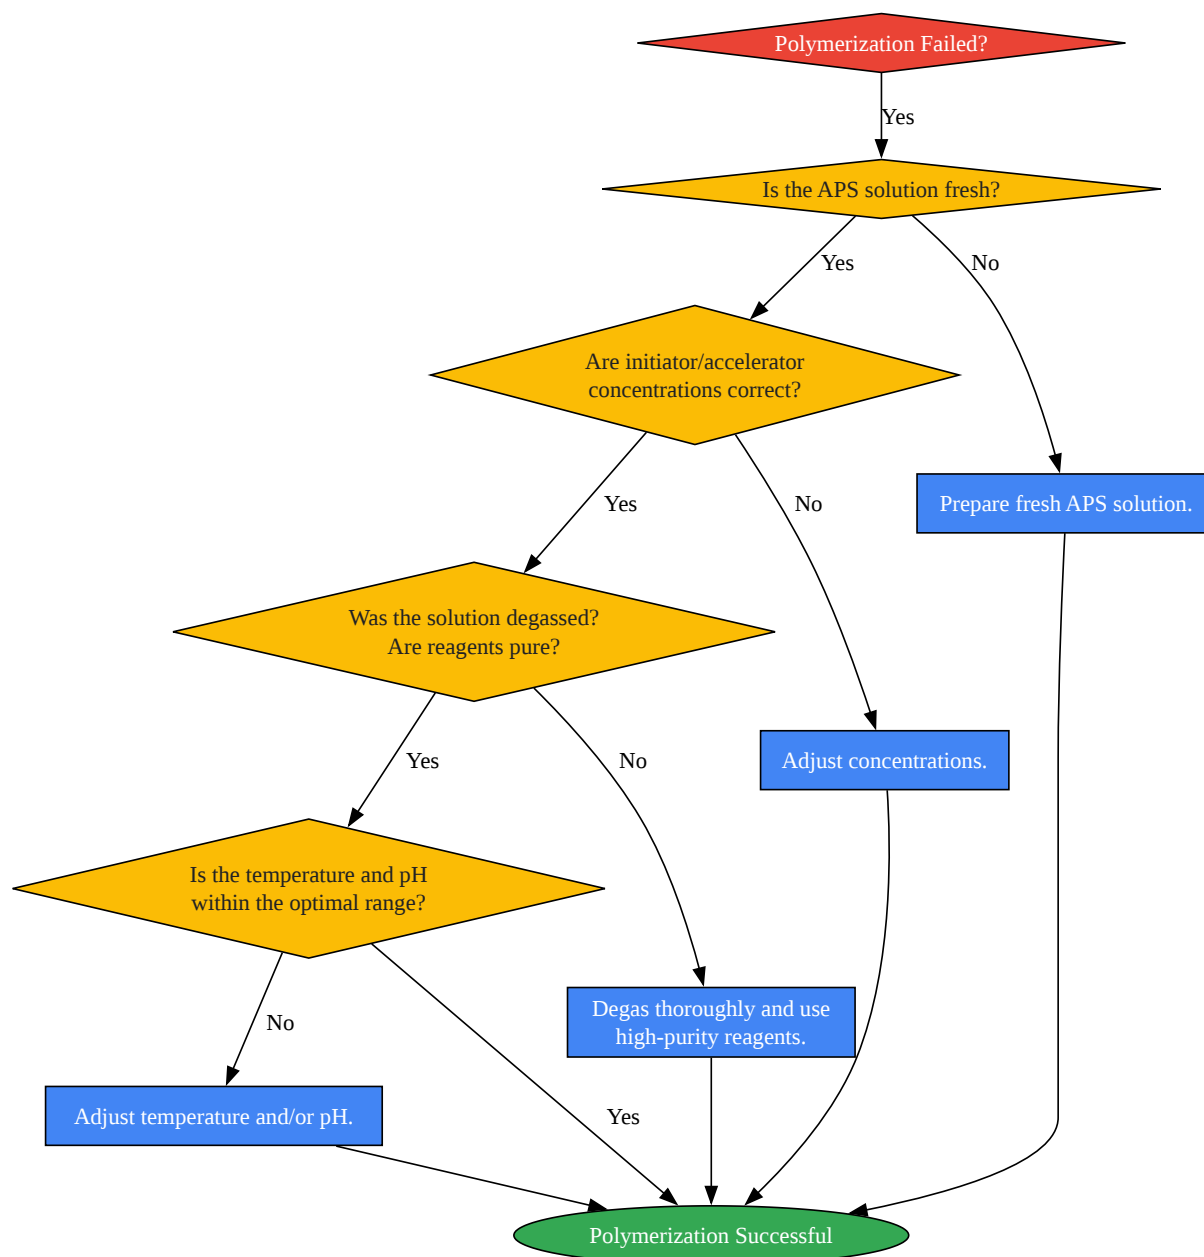 Polymerization Failed?
Yes
Is the APS solution fresh?
Yes
No
Are initiator/accelerator
concentrations correct?
Yes
No
Prepare fresh APS solution.
Was the solution degassed?
Are reagents pure?
Yes
No
Adjust concentrations.
Is the temperature and pH
within the optimal range?
No
Degas thoroughly and use
high-purity reagents.
Adjust temperature and/or pH.
Yes
Polymerization Successful